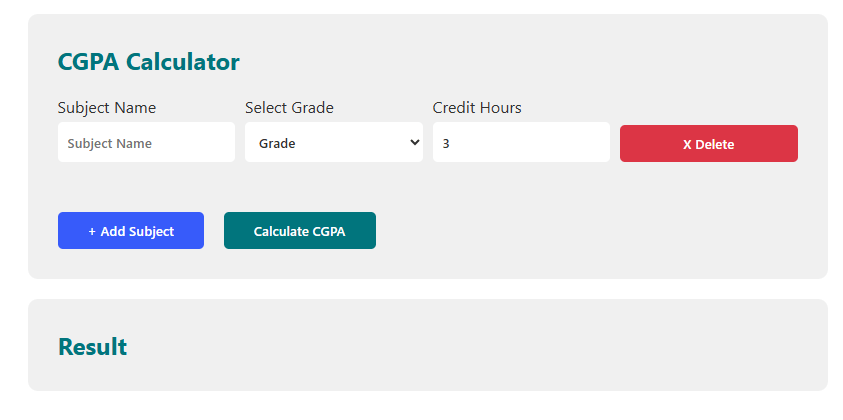 CGPA Calculator
Subject Name Select Grade Credit Hours
Subject Name Grade 3 X Delete
+ Add Subject Calculate CGPA
Result